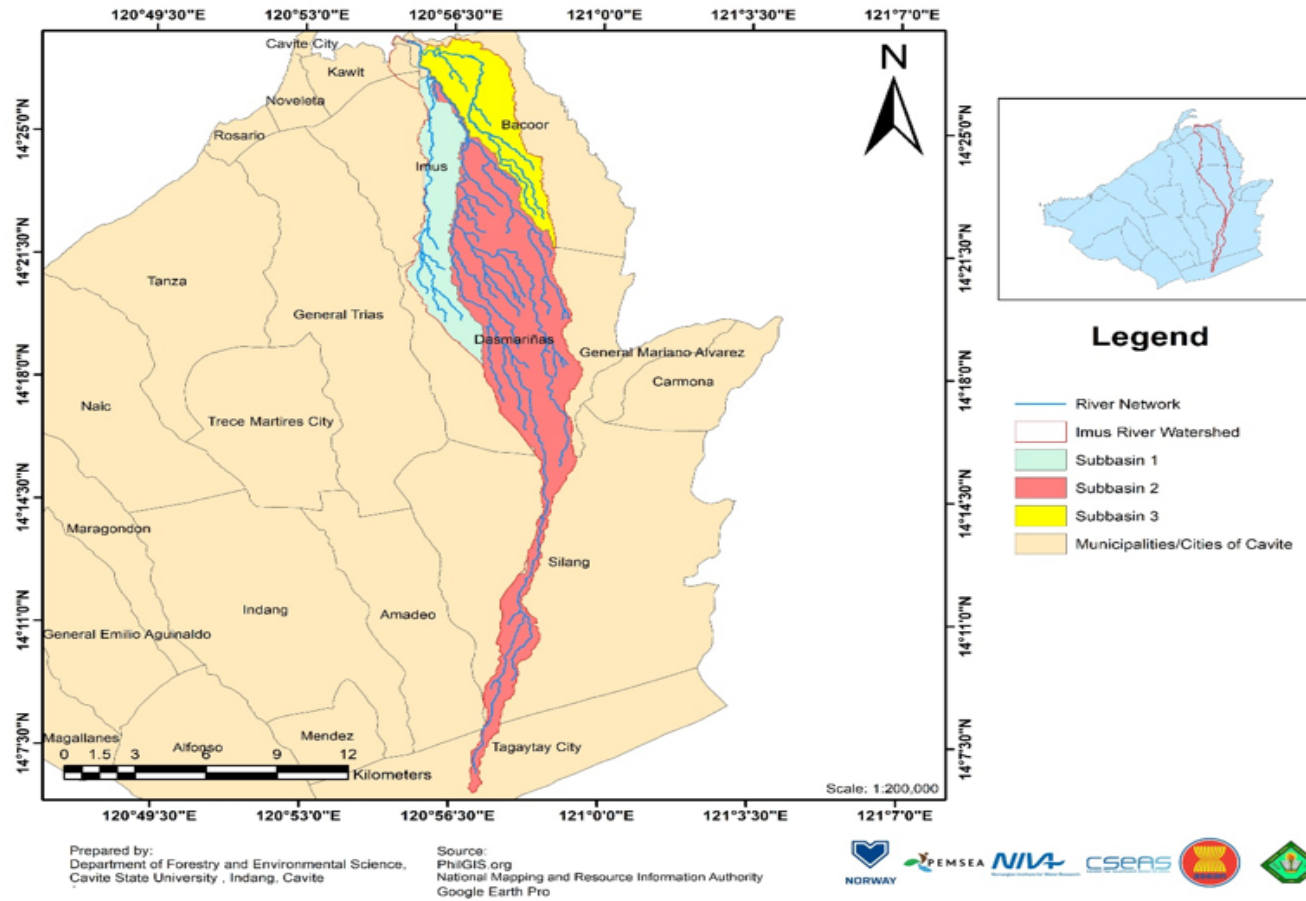 120°49'30"E 120°53'0"E 120°56'30"E 121°0'0"E 121°3'30"E 121°7'0"E
Cavite City
Kawit
Noveleta
Rosario
Bacoor
Imus
Tanza
General Trias
Dasmariñas
General Mariano Alvarez
Carmona
Naic
Trece Martires City
Maragondon
Silang
Indang
Amadeo
General Emilio Aguinaldo
Magallanes
Alfonso
Mendez
Tagaytay City
0 1.5 3 6 9 12
Kilometers
Scale: 1:200,000
N
14°25'0"N
14°21'30"N
14°18'0"N
14°14'30"N
14°11'0"N
14°7'30"N
14°25'0"N
14°21'30"N
14°18'0"N
14°14'30"N
14°11'0"N
14°7'30"N
120°49'30"E 120°53'0"E 120°56'30"E 121°0'0"E 121°3'30"E 121°7'0"E
Legend
River Network
Imus River Watershed
Subbasin 1
Subbasin 2
Subbasin 3
Municipalities/Cities of Cavite
Prepared by:
Department of Forestry and Environmental Science,
Cavite State University , Indang, Cavite
Source:
PhilGIS.org
National Mapping and Resource Information Authority
Google Earth Pro
NORWAY
PEMSEA
NIVA
Norwegian Institute for Water Research
CSEAS